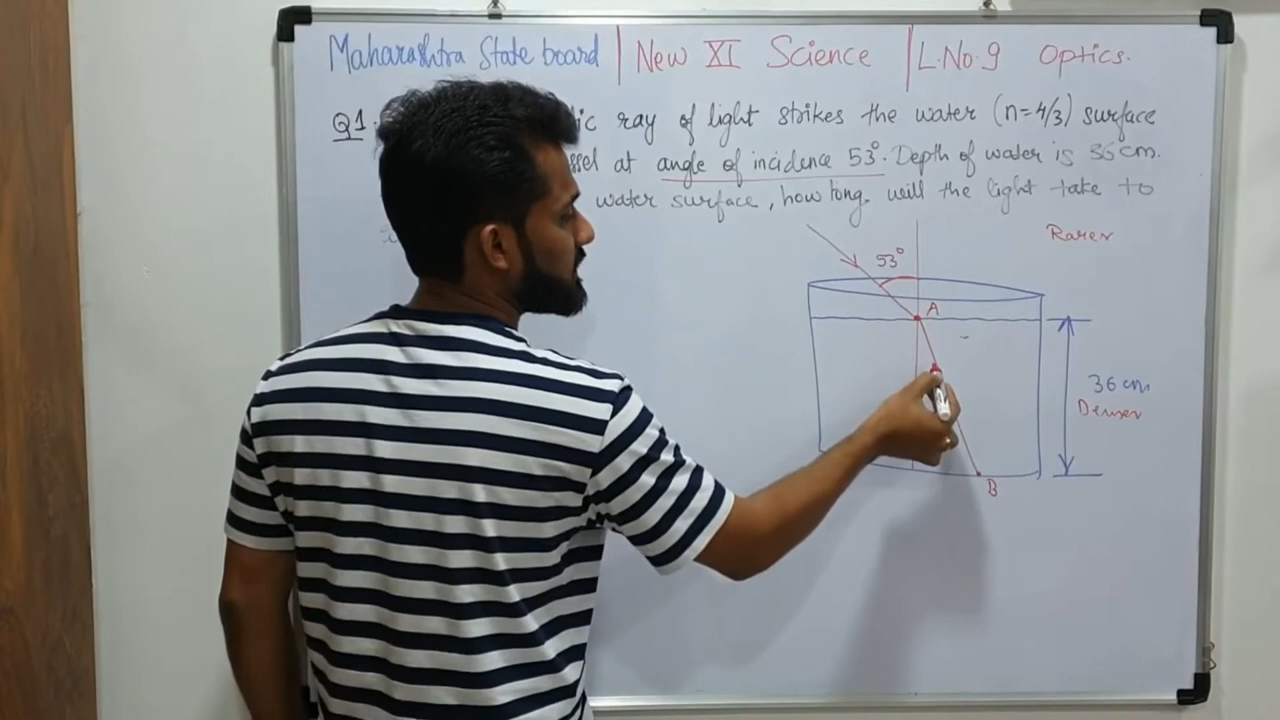 Maharashtra State board | New XI Science | L.No.9 Optics.
Q1. ic ray of light strikes the water (n=4/3) surface
ssel at angle of incidence 53°. Depth of water is 36cm.
water surface, how long will the light take to
Rarer
53°
A
36 cm
Denser
B